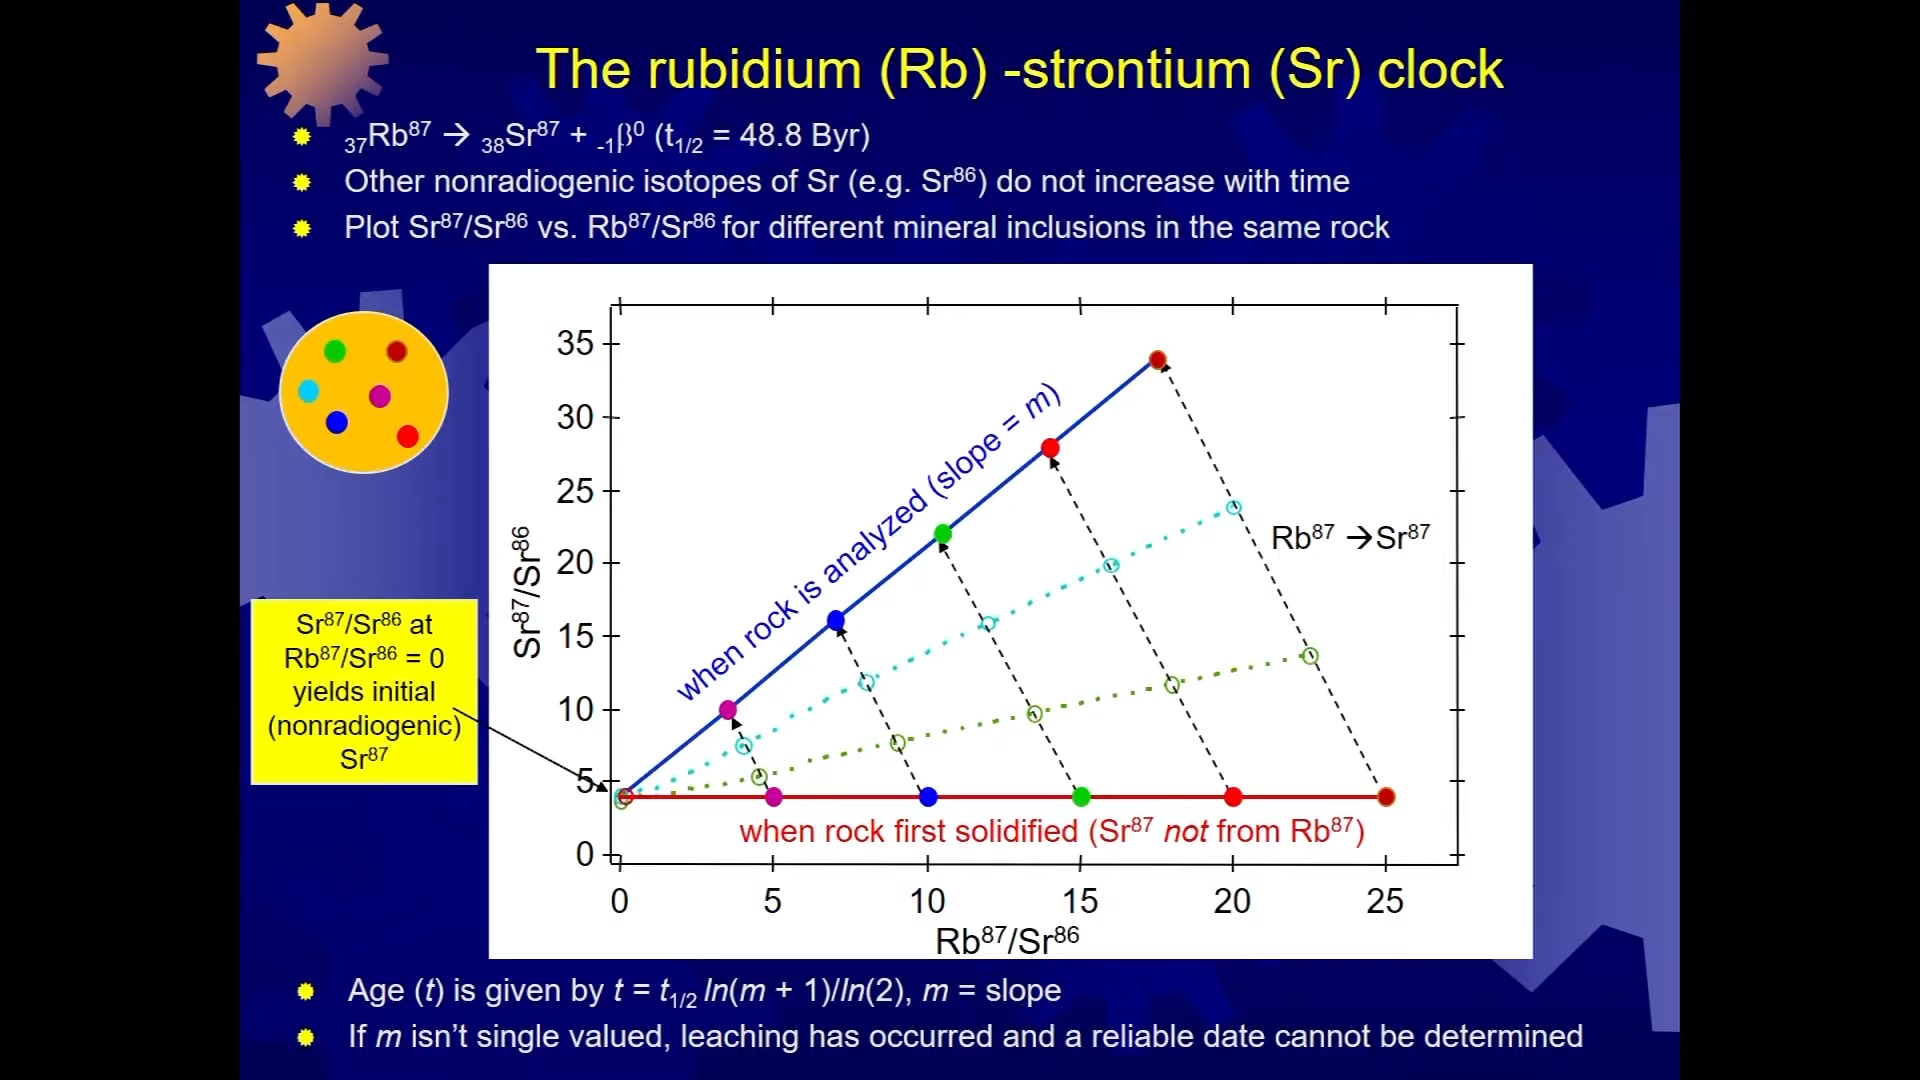 The rubidium (Rb) -strontium (Sr) clock
₃₇Rb⁸⁷ → ₃₈Sr⁸⁷ + ₋₁β⁰ (t₁/₂ = 48.8 Byr)
Other nonradiogenic isotopes of Sr (e.g. Sr⁸⁶) do not increase with time
Plot Sr⁸⁷/Sr⁸⁶ vs. Rb⁸⁷/Sr⁸⁶ for different mineral inclusions in the same rock
Sr⁸⁷/Sr⁸⁶ at
Rb⁸⁷/Sr⁸⁶ = 0
yields initial
(nonradiogenic)
Sr⁸⁷
Sr⁸⁷/Sr⁸⁶
35
30
25
20
15
10
5
0
when rock is analyzed (slope = m)
Rb⁸⁷ →Sr⁸⁷
when rock first solidified (Sr⁸⁷ not from Rb⁸⁷)
0 5 10 15 20 25
Rb⁸⁷/Sr⁸⁶
Age (t) is given by t = t₁/₂ ln(m + 1)/ln(2), m = slope
If m isn’t single valued, leaching has occurred and a reliable date cannot be determined